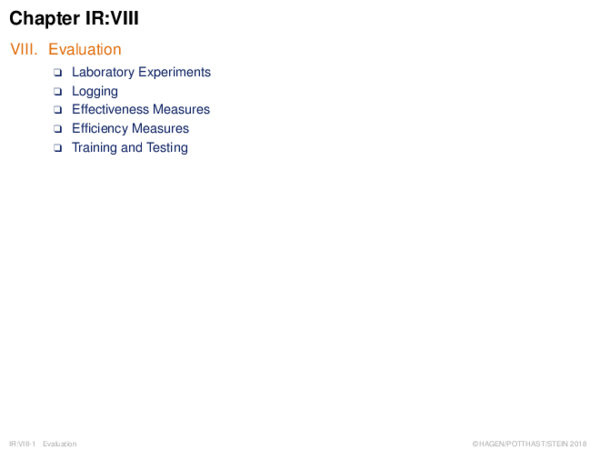 Chapter IR:VIII
VIII. Evaluation
❑ Laboratory Experiments
❑ Logging
❑ Effectiveness Measures
❑ Efficiency Measures
❑ Training and Testing
IR:VIII-1 Evaluation
©HAGEN/POTTHAST/STEIN 2018